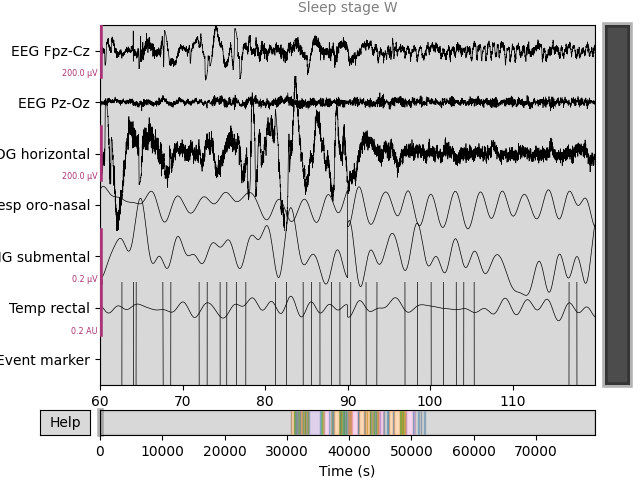 Sleep stage W
EEG Fpz-Cz
200.0 µV
EEG Pz-Oz
OG horizontal
200.0 µV
esp oro-nasal
MG submental
0.2 µV
Temp rectal
0.2 AU
Event marker
60 70 80 90 100 110
Help
0 10000 20000 30000 40000 50000 60000 70000
Time (s)